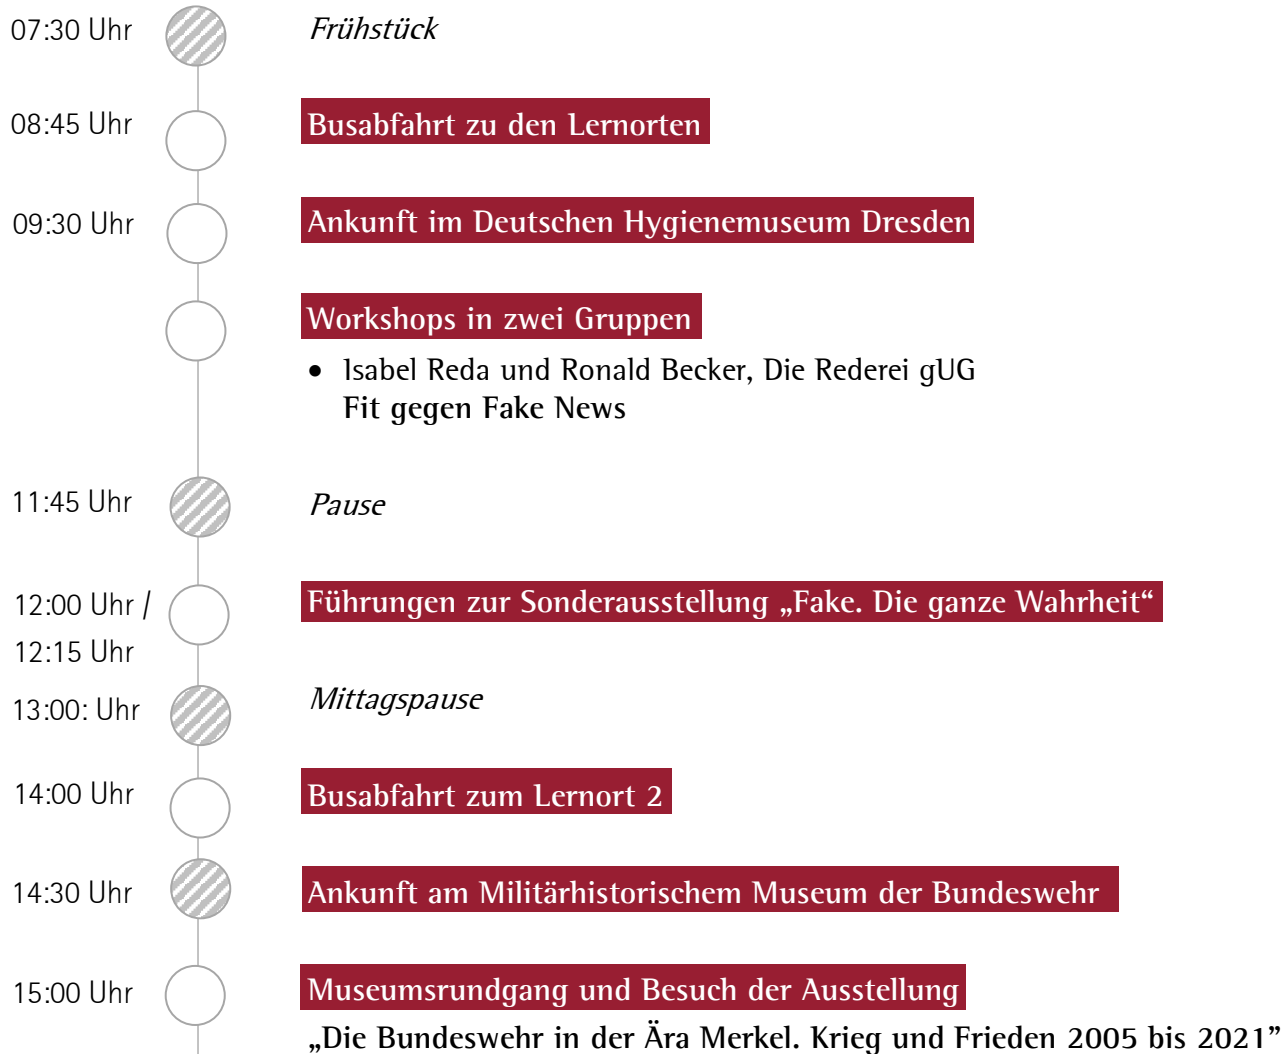 07:30 Uhr Frühstück
08:45 Uhr Busabfahrt zu den Lernorten
09:30 Uhr Ankunft im Deutschen Hygienemuseum Dresden
Workshops in zwei Gruppen
• Isabel Reda und Ronald Becker, Die Rederei gUG
Fit gegen Fake News
11:45 Uhr Pause
12:00 Uhr / Führungen zur Sonderausstellung „Fake. Die ganze Wahrheit“
12:15 Uhr
13:00: Uhr Mittagspause
14:00 Uhr Busabfahrt zum Lernort 2
14:30 Uhr Ankunft am Militärhistorischem Museum der Bundeswehr
15:00 Uhr Museumsrundgang und Besuch der Ausstellung
„Die Bundeswehr in der Ära Merkel. Krieg und Frieden 2005 bis 2021”